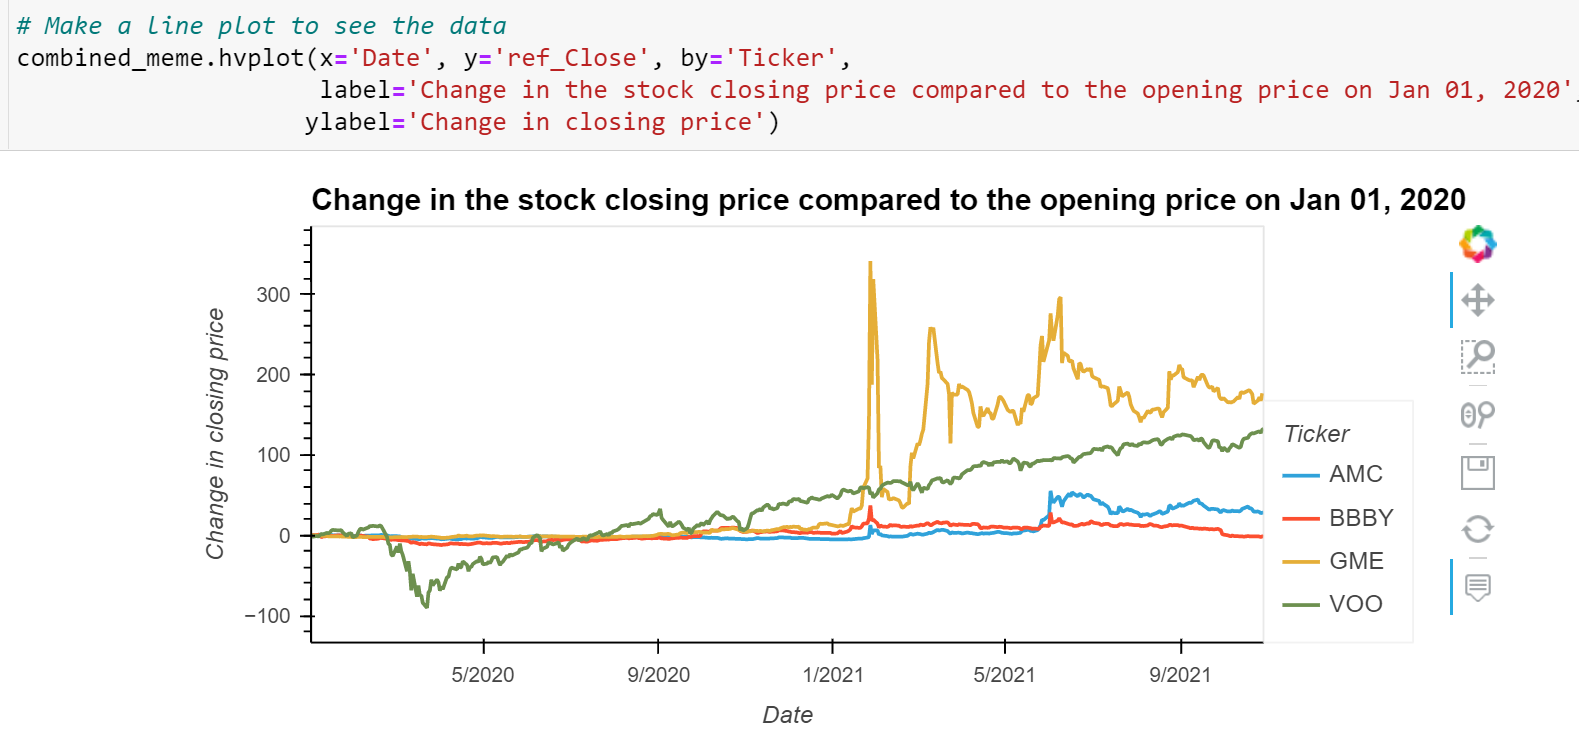 # Make a line plot to see the data
combined_meme.hvplot(x='Date', y='ref_Close', by='Ticker',
label='Change in the stock closing price compared to the opening price on Jan 01, 2020',
ylabel='Change in closing price')
Change in the stock closing price compared to the opening price on Jan 01, 2020
Change in closing price
300
200
100
0
−100
5/2020
9/2020
1/2021
5/2021
9/2021
Date
Ticker
AMC
BBBY
GME
VOO